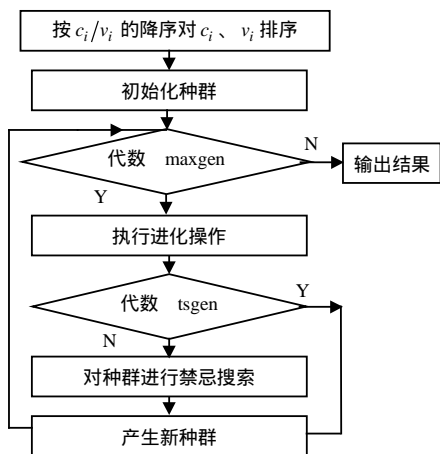 按 c_i/v_i 的降序对 c_i 、 v_i 排序
初始化种群
代数 maxgen
N
输出结果
Y
执行进化操作
代数 tsgen
Y
N
对种群进行禁忌搜索
产生新种群